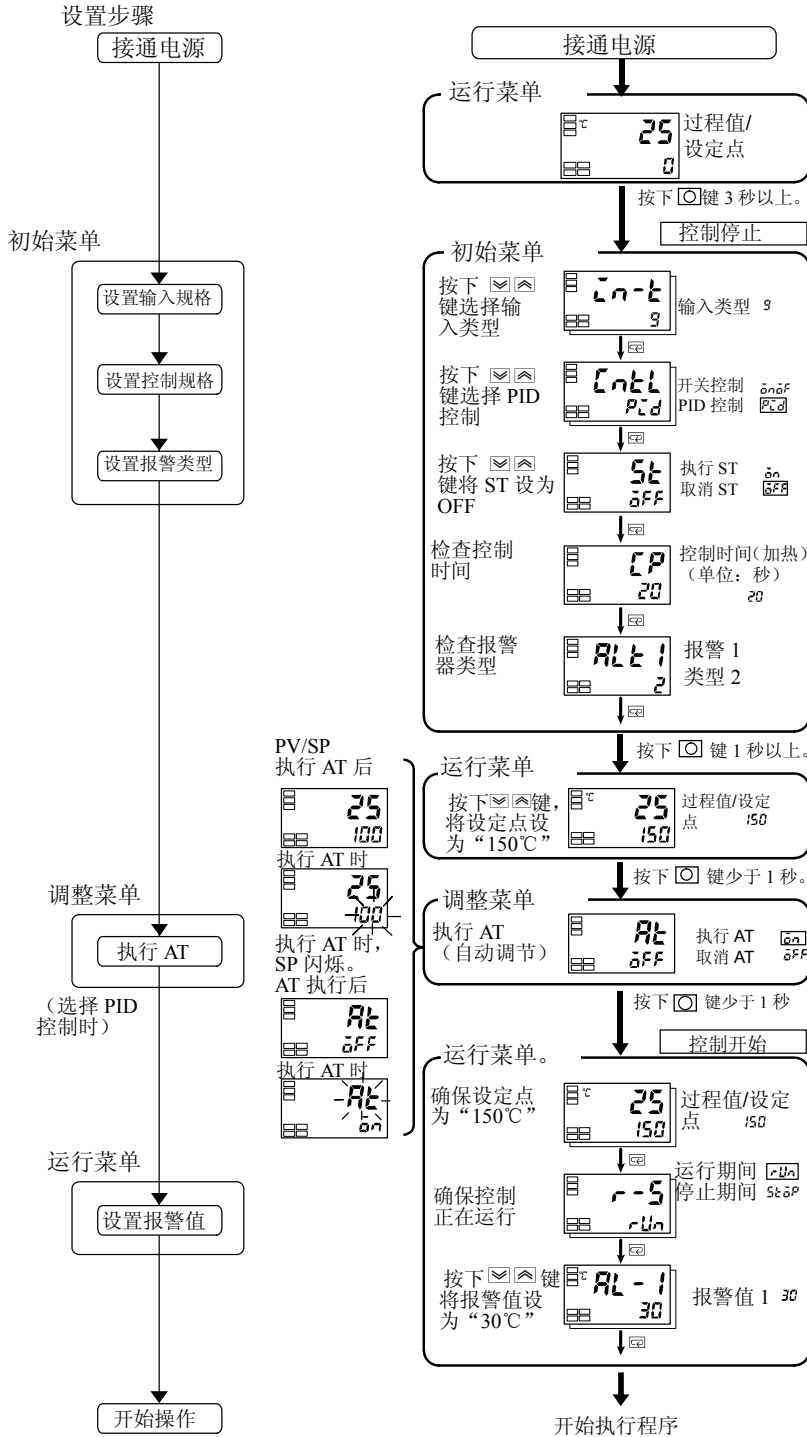 设置步骤
接通电源
初始菜单
设置输入规格
设置控制规格
设置报警类型
调整菜单
执行 AT
（选择 PID
控制时）
运行菜单
设置报警值
开始操作
接通电源
运行菜单
℃
25
0
过程值/
设定点
按下 键 3 秒以上。
控制停止
初始菜单
按下
键选择输
入类型
in-t
9
输入类型 9
按下
键选择 PID
控制
CntL
Pid
开关控制 onoF
PID 控制 Pid
按下
键将 ST 设为
OFF
St
oFF
执行 ST on
取消 ST oFF
检查控制
时间
CP
20
控制时间（加热）
（单位：秒）
20
检查报警
器类型
ALt1
2
报警 1
类型 2
按下 键 1 秒以上。
运行菜单
按下 键，
将设定点设
为“150℃”
℃
25
150
过程值/设定
点 150
按下 键少于 1 秒。
PV/SP
执行 AT 后
25
100
执行 AT 时
25
100
执行 AT 时，
SP 闪烁。
AT 执行后
At
oFF
执行 AT 时
At
on
调整菜单
执行 AT
（自动调节）
At
oFF
执行 AT on
取消 AT oFF
按下 键少于 1 秒
控制开始
运行菜单。
确保设定点
为“150℃”
℃
25
150
过程值/设定
点 150
确保控制
正在运行
r-S
rUn
运行期间 rUn
停止期间 StoP
按下 键
将报警值设
为“30℃”
℃
AL-1
30
报警值 1 30
开始执行程序